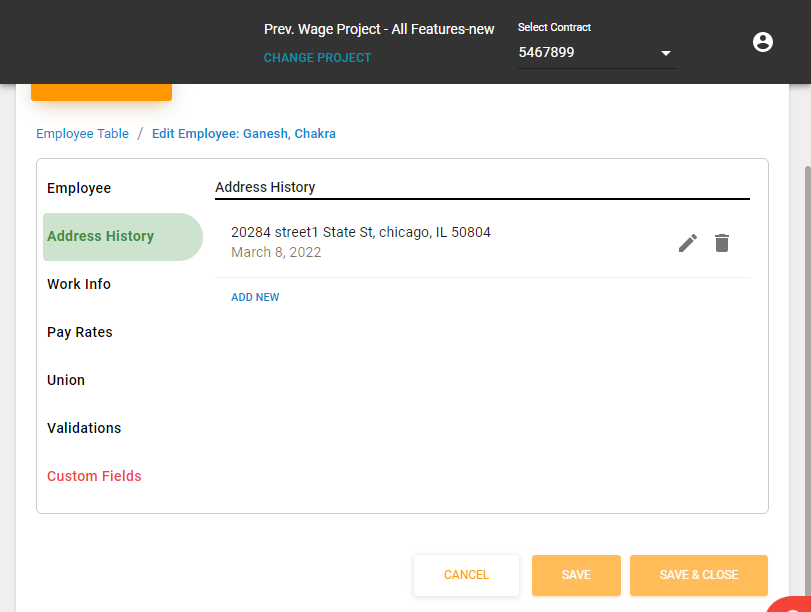 Prev. Wage Project - All Features-new
CHANGE PROJECT
Select Contract
5467899
Employee Table / Edit Employee: Ganesh, Chakra
Employee
Address History
Work Info
Pay Rates
Union
Validations
Custom Fields
Address History
20284 street1 State St, chicago, IL 50804
March 8, 2022
ADD NEW
CANCEL
SAVE
SAVE & CLOSE